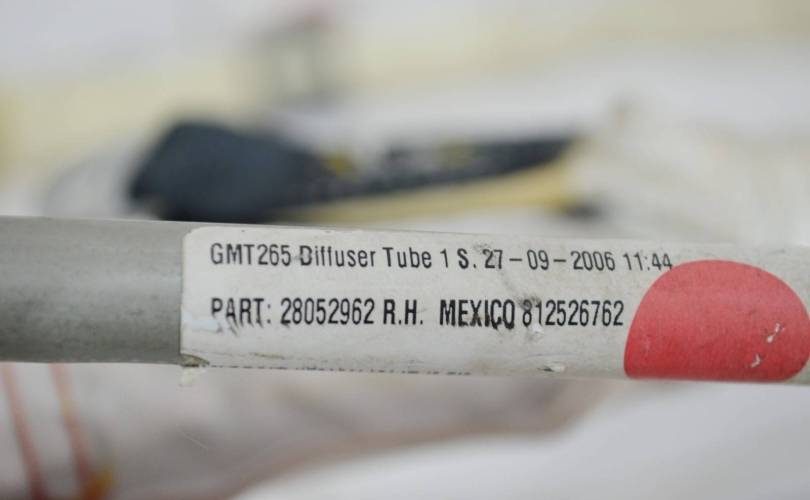 GMT265 Diffuser Tube 1 S. 27-09-2006 11:44
PART: 28052962 R.H. MEXICO 812526762